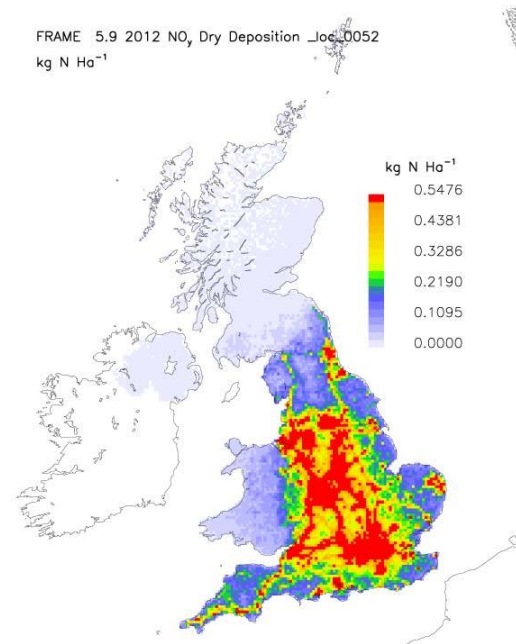 FRAME 5.9 2012 NOy Dry Deposition _loc_0052
kg N Ha⁻¹
kg N Ha⁻¹
0.5476
0.4381
0.3286
0.2190
0.1095
0.0000